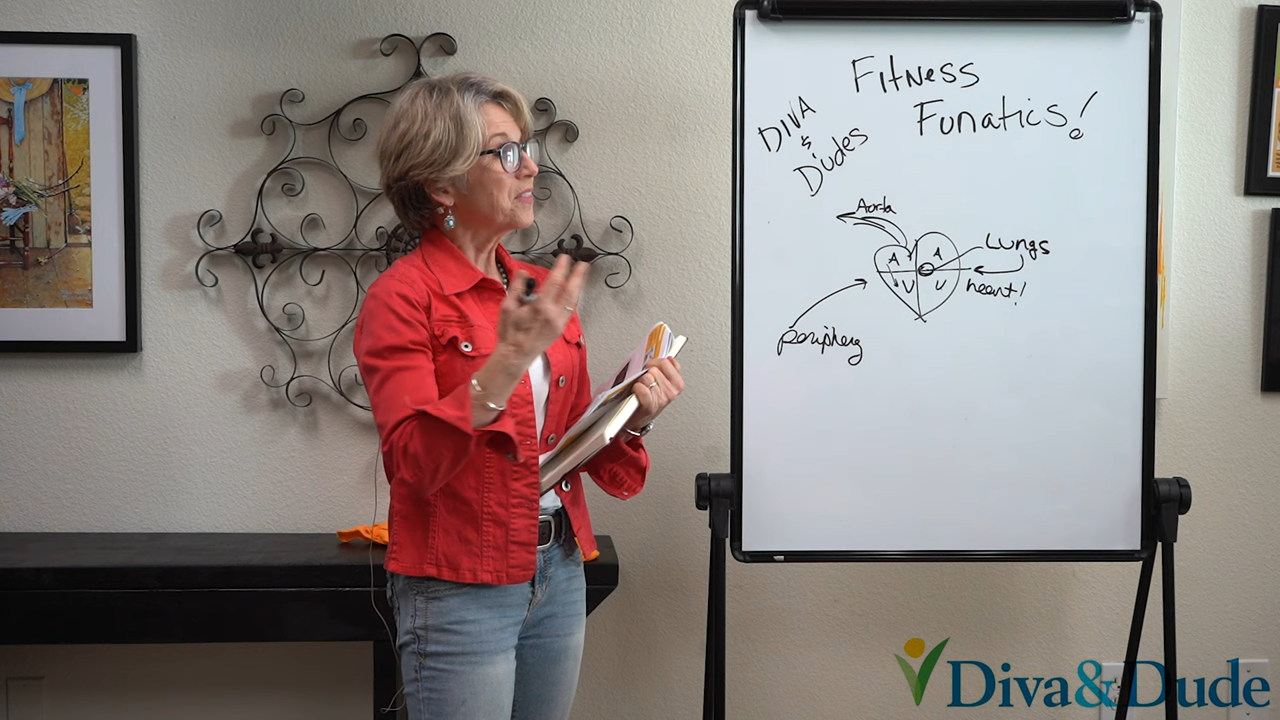 Fitness
Funatics!
DIVA
&
Dudes
Aorta
A A
V V
Lungs
heart!
periphery
Diva&Dude